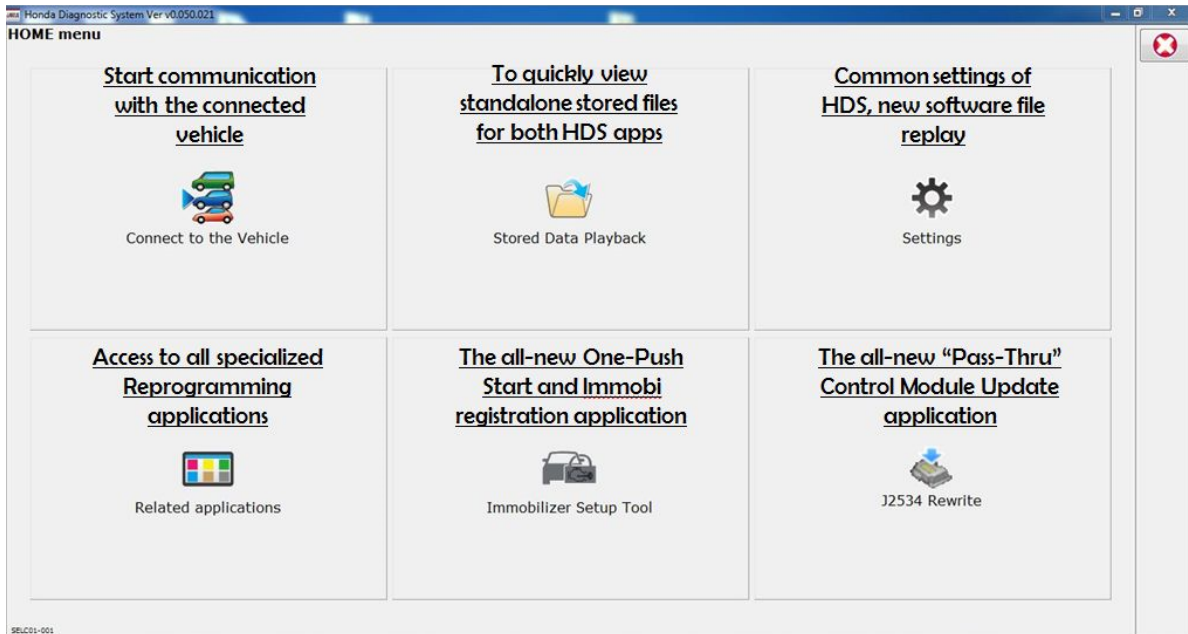 Honda Diagnostic System Ver v0.050.021
HOME menu
Start communication
with the connected
vehicle
Connect to the Vehicle
To quickly view
standalone stored files
for both HDS apps
Stored Data Playback
Common settings of
HDS, new software file
replay
Settings
Access to all specialized
Reprogramming
applications
Related applications
The all-new One-Push
Start and Immobi
registration application
Immobilizer Setup Tool
The all-new “Pass-Thru”
Control Module Update
application
J2534 Rewrite
SELC01-001